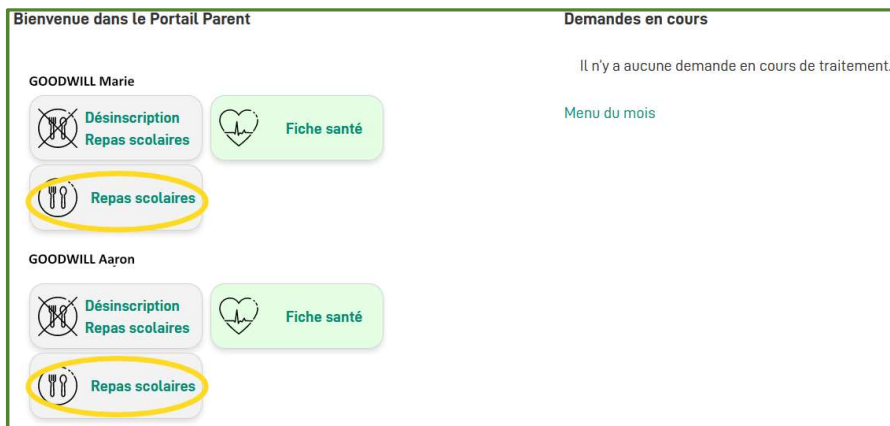 Bienvenue dans le Portail Parent
GOODWILL Marie
Désinscription
Repas scolaires
Fiche santé
Repas scolaires
GOODWILL Aaron
Désinscription
Repas scolaires
Fiche santé
Repas scolaires
Demandes en cours
Il n'y a aucune demande en cours de traitement.
Menu du mois